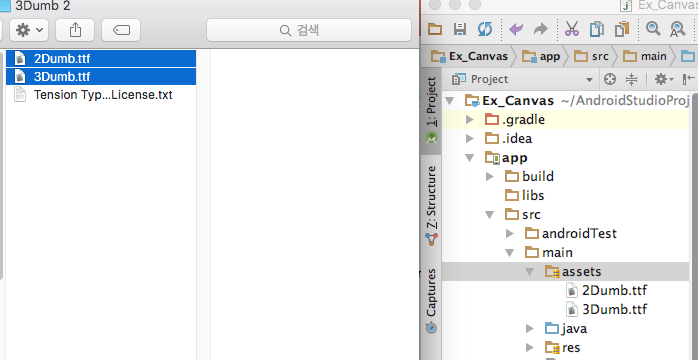 3Dumb 2
검색
2Dumb.ttf
3Dumb.ttf
Tension Typ...License.txt
Ex_Canvas
Ex_Canvas
app
src
main
Project
1: Project
Z: Structure
Captures
Ex_Canvas ~/AndroidStudioProj
.gradle
.idea
app
build
libs
src
androidTest
main
assets
2Dumb.ttf
3Dumb.ttf
java
res